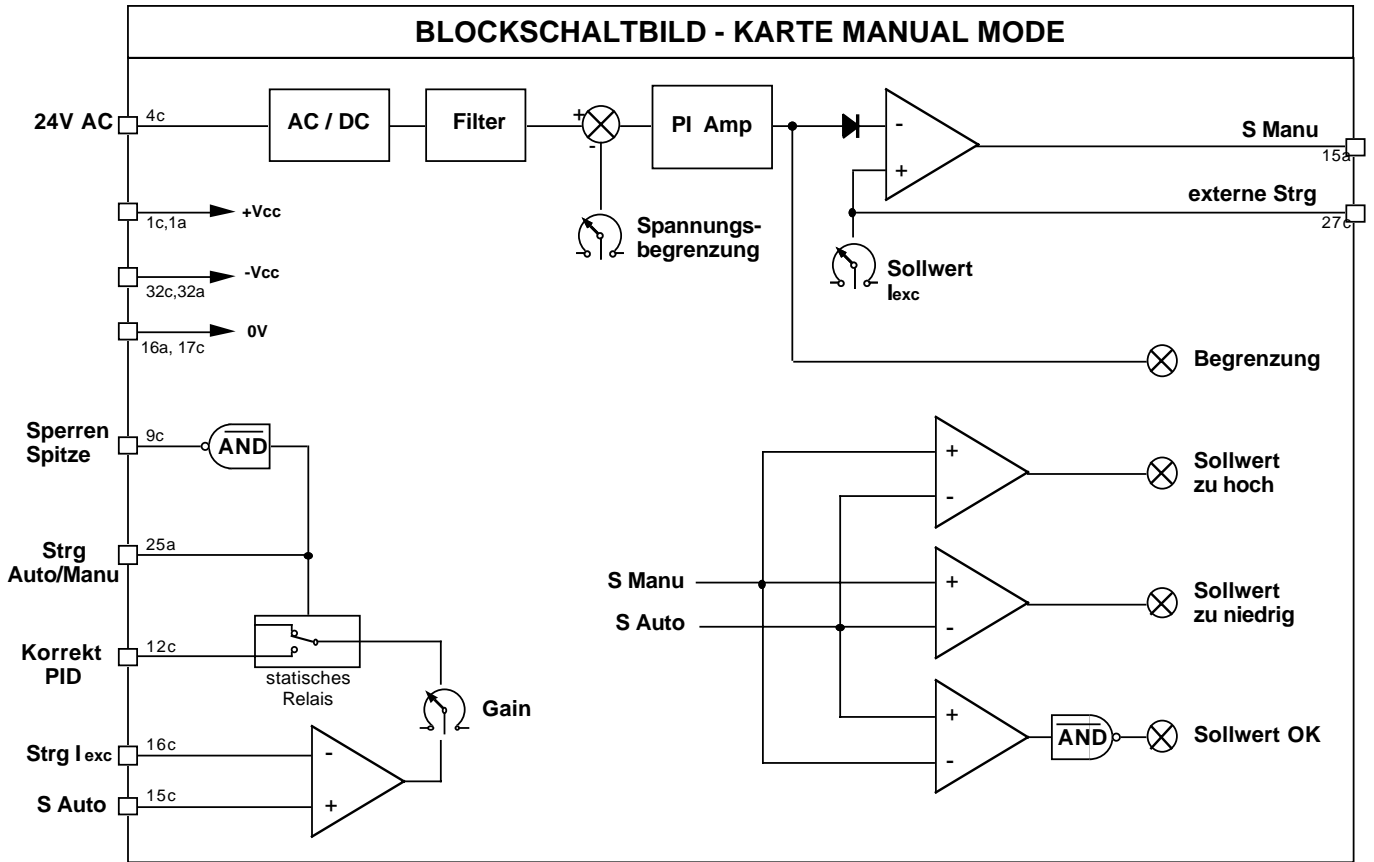 BLOCKSCHALTBILD - KARTE MANUAL MODE
24V AC
4c
AC / DC
Filter
+
-
PI Amp
-
+
S Manu
15a
externe Strg
27c
1c,1a
+Vcc
Spannungs-
begrenzung
Sollwert
Iexc
32c,32a
-Vcc
16a, 17c
0V
Begrenzung
Sperren
Spitze
9c
AND
+
-
Sollwert
zu hoch
Strg
Auto/Manu
25a
S Manu
S Auto
+
-
Sollwert
zu niedrig
Korrekt
PID
12c
statisches
Relais
Gain
+
-
AND
Sollwert OK
Strg I exc
16c
-
S Auto
15c
+